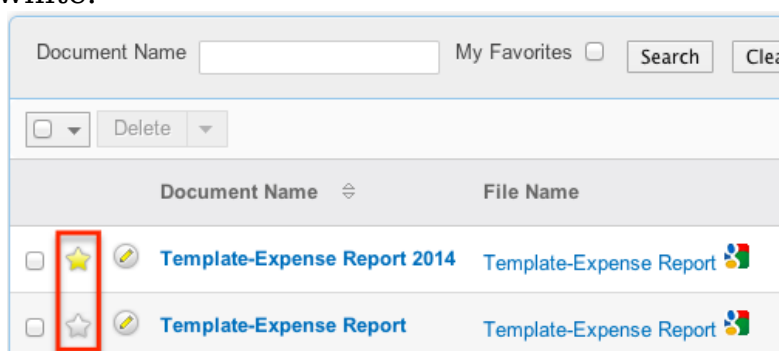 Document Name My Favorites Search
Delete
Document Name File Name
Template-Expense Report 2014 Template-Expense Report
Template-Expense Report Template-Expense Report